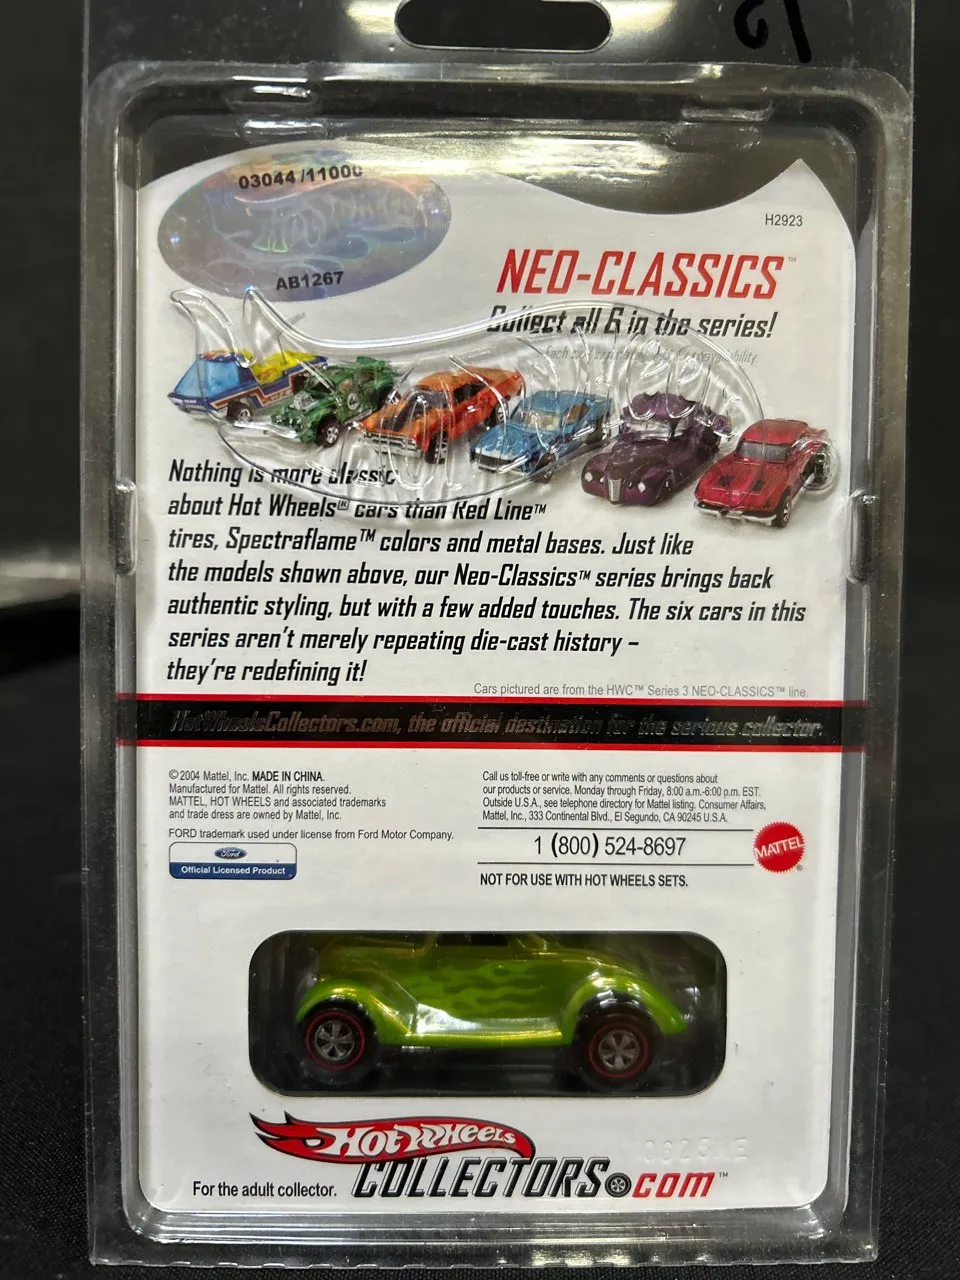 03044 /11000
Hot Wheels
AB1267
H2923
NEO-CLASSICS™
Collect all 6 in the series!
Nothing is more classic
about Hot Wheels® cars than Red Line™
tires, Spectraflame™ colors and metal bases. Just like
the models shown above, our Neo-Classics™ series brings back
authentic styling, but with a few added touches. The six cars in this
series aren't merely repeating die-cast history –
they're redefining it!
Cars pictured are from the HWC™ Series 3 NEO-CLASSICS™ line.
HotWheelsCollectors.com, the official destination for the serious collector.
©2004 Mattel, Inc. MADE IN CHINA.
Manufactured for Mattel. All rights reserved.
MATTEL, HOT WHEELS and associated trademarks
and trade dress are owned by Mattel, Inc.
FORD trademark used under license from Ford Motor Company.
Ford
Official Licensed Product
Call us toll-free or write with any comments or questions about
our products or service. Monday through Friday, 8:00 a.m.-6:00 p.m. EST.
Outside U.S.A., see telephone directory for Mattel listing. Consumer Affairs,
Mattel, Inc., 333 Continental Blvd., El Segundo, CA 90245 U.S.A.
1 (800) 524-8697
MATTEL®
NOT FOR USE WITH HOT WHEELS SETS.
Hot Wheels
COLLECTORS.com™
For the adult collector.